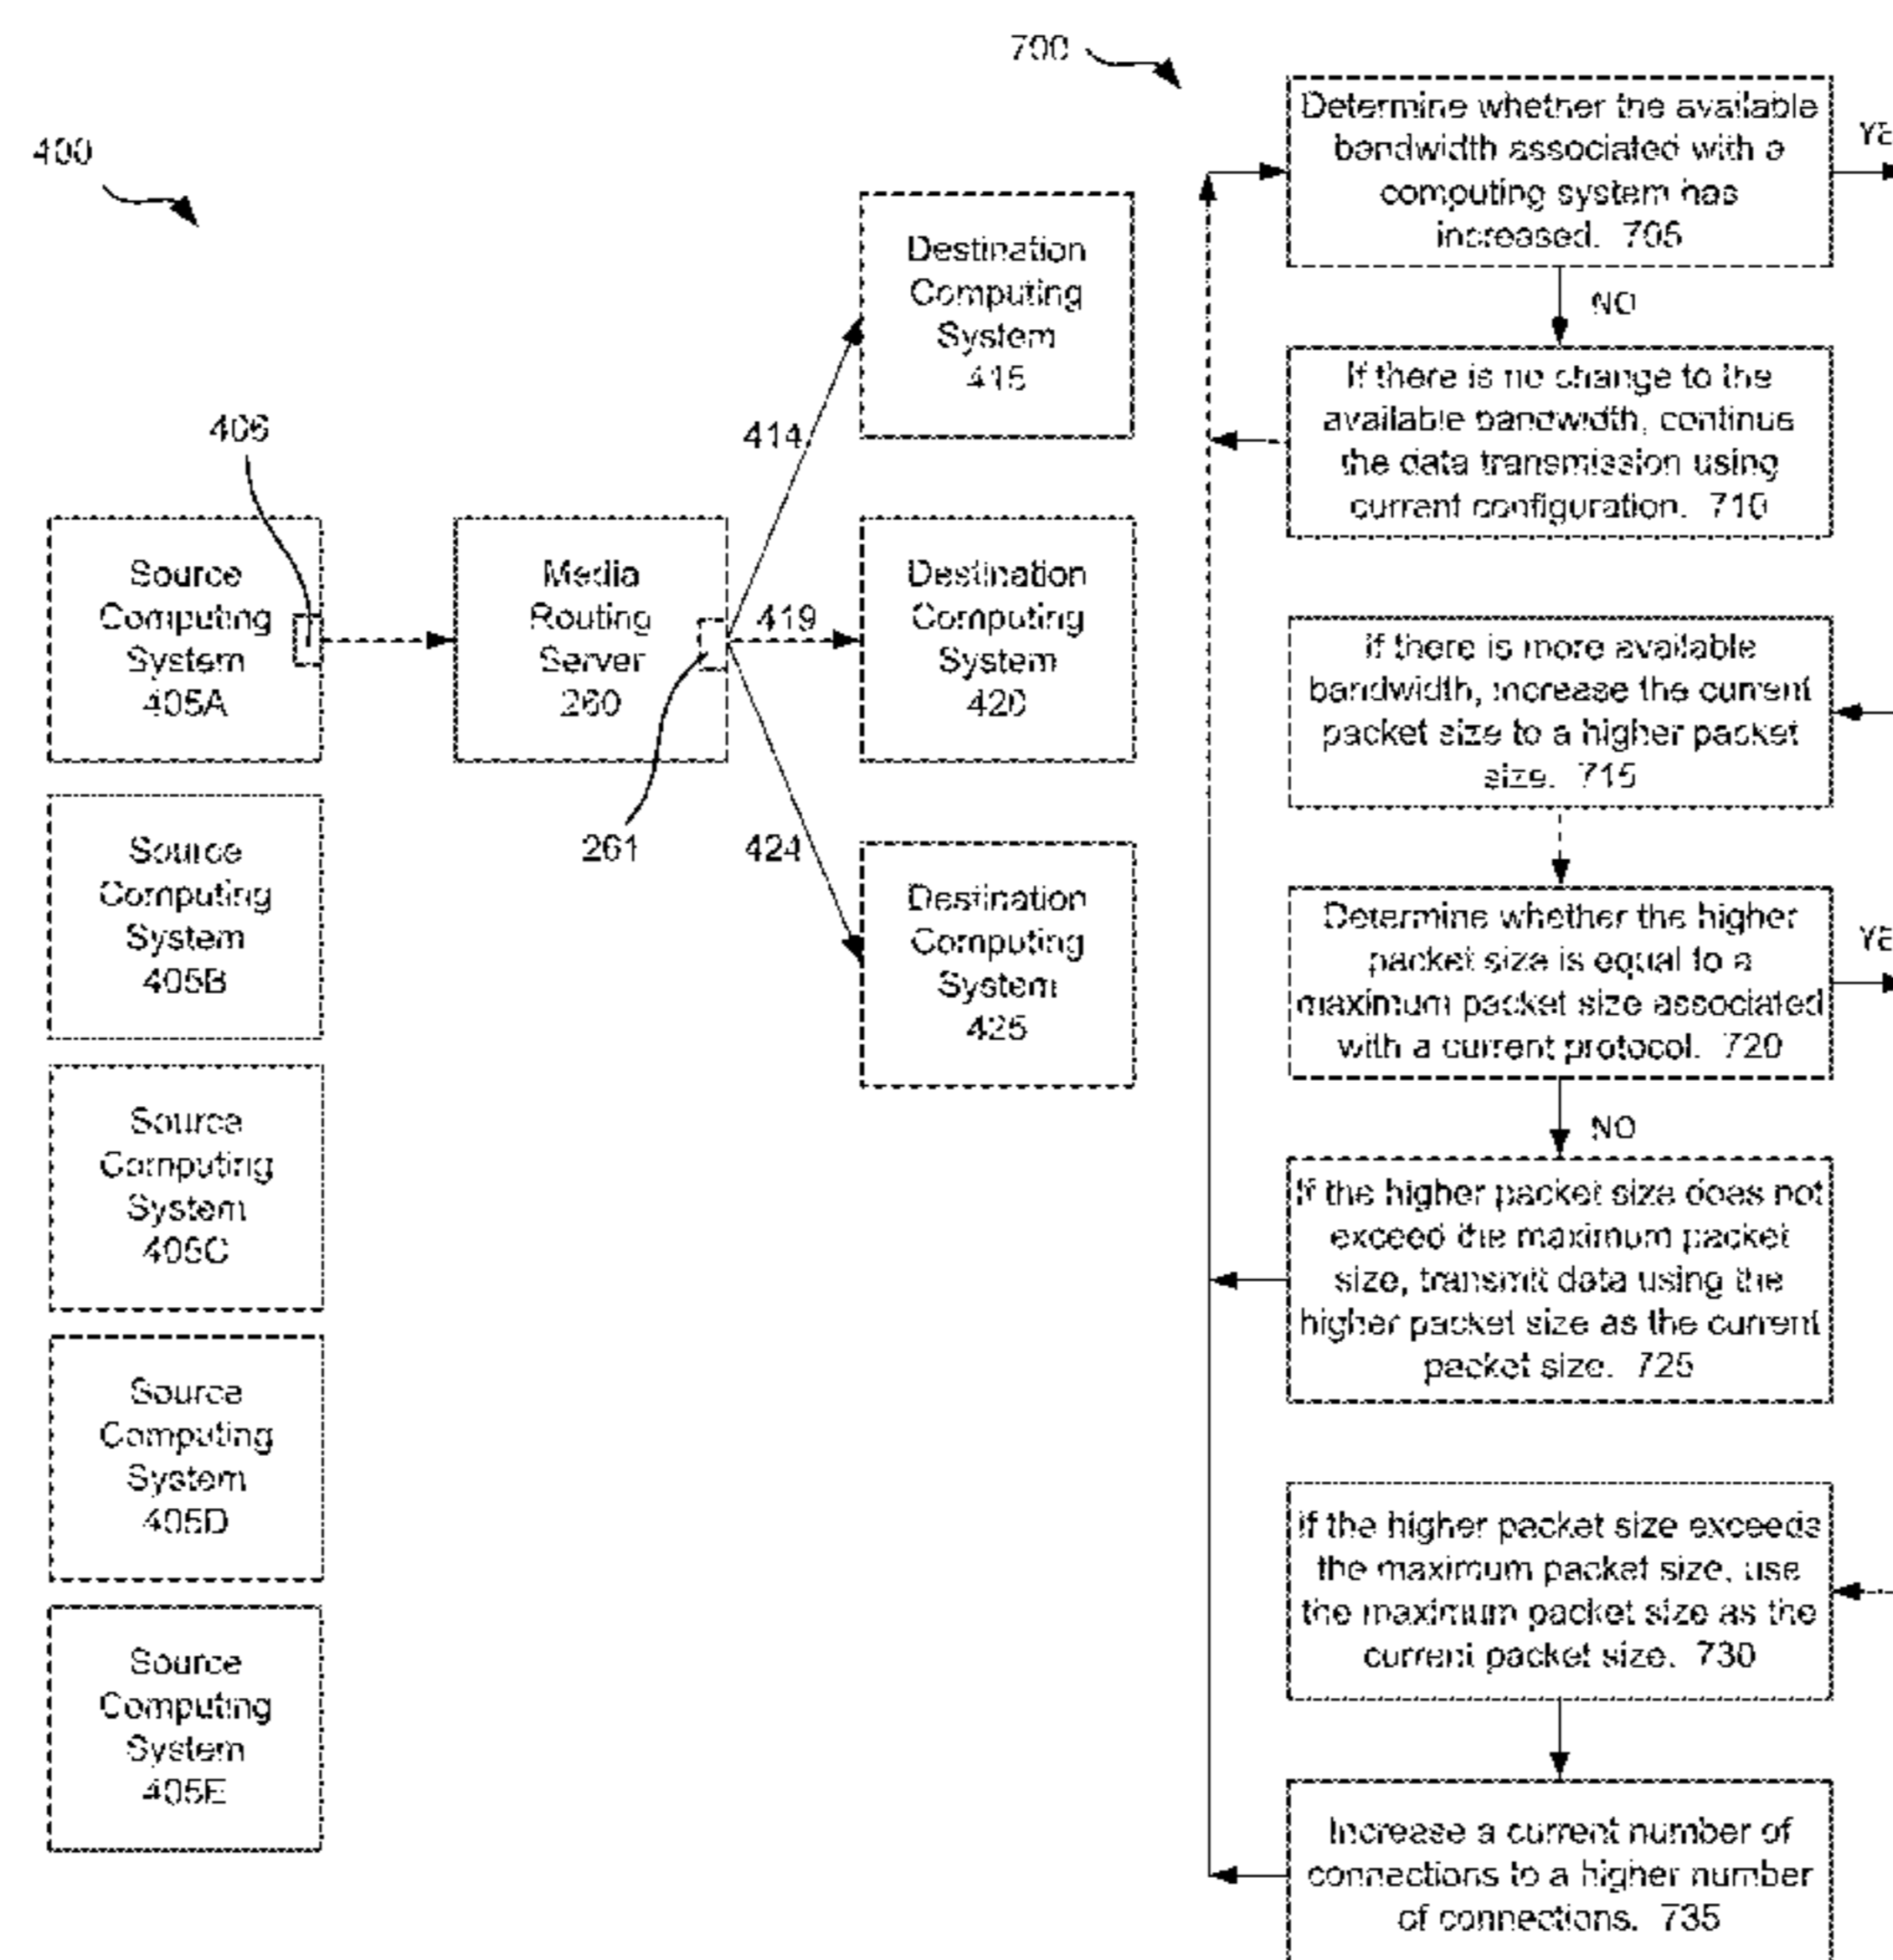 400
406
Source
Computing
System
405A
Source
Computing
System
405B
Source
Computing
System
405C
Source
Computing
System
405D
Source
Computing
System
405E
Media
Routing
Server
260
261
414
419
424
Destination
Computing
System
415
Destination
Computing
System
420
Destination
Computing
System
425
700
Determine whether the available
bandwidth associated with a
computing system has
increased. 705
YE
NO
If there is no change to the
available bandwidth, continue
the data transmission using
current configuration. 710
If there is more available
bandwidth, increase the current
packet size to a higher packet
size. 715
Determine whether the higher
packet size is equal to a
maximum packet size associated
with a current protocol. 720
YE
NO
If the higher packet size does not
exceed the maximum packet
size, transmit data using the
higher packet size as the current
packet size. 725
If the higher packet size exceeds
the maximum packet size, use
the maximum packet size as the
current packet size. 730
Increase a current number of
connections to a higher number
of connections. 735